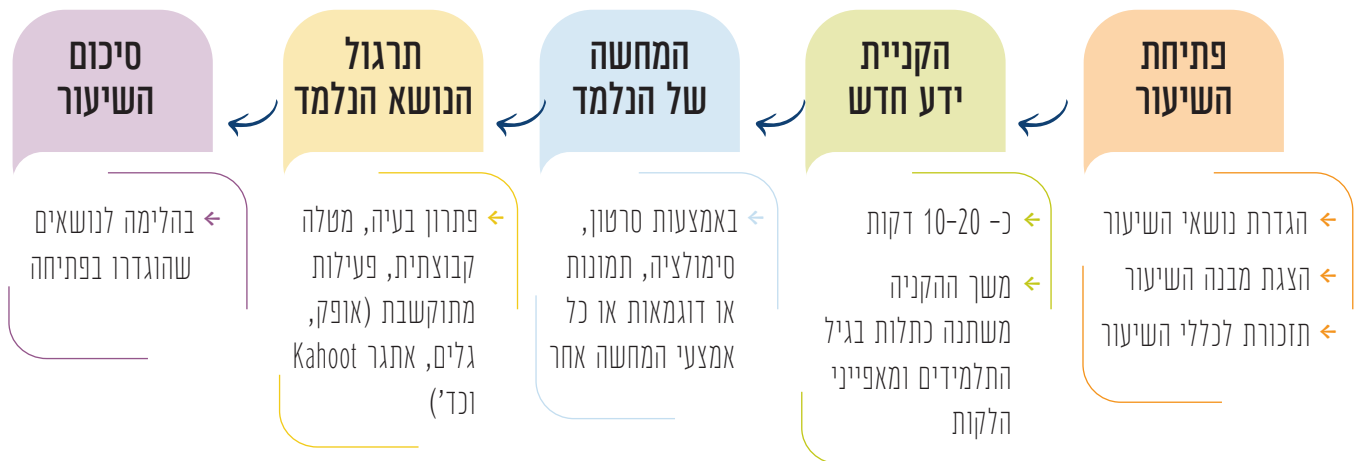 פתיחת
השיעור
הגדרת נושאי השיעור
הצגת מבנה השיעור
תזכורת לכללי השיעור
הקניית
ידע חדש
כ- 10-20 דקות
משך ההקניה
משתנה כתלות בגיל
התלמידים ומאפייני
הלקות
המחשה
של הנלמד
באמצעות סרטון,
סימולציה, תמונות
או דוגמאות או כל
אמצעי המחשה אחר
תרגול
הנושא הנלמד
פתרון בעיה, מטלה
קבוצתית, פעילות
מתוקשבת (אופק,
גלים, אתגר Kahoot
וכד')
סיכום
השיעור
בהלימה לנושאים
שהוגדרו בפתיחה